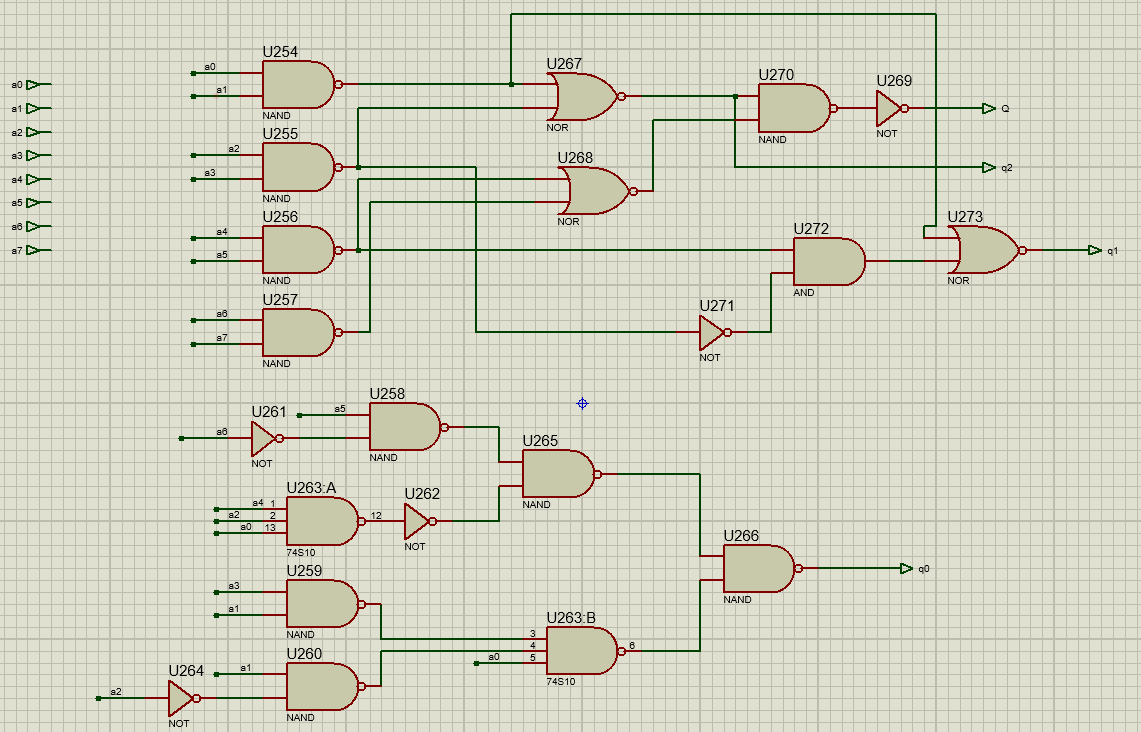 U254
a0
a1
NAND
U255
a2
a3
NAND
U256
a4
a5
NAND
U257
a6
a7
NAND
a0
a1
a2
a3
a4
a5
a6
a7
U267
NOR
U268
NOR
U270
NAND
U269
NOT
Q
q2
U272
AND
U271
NOT
U273
NOR
q1
U258
a5
NAND
U261
a6
NOT
U263:A
a4 1
a2 2
a0 13
12
74S10
U262
NOT
U265
NAND
U259
a3
a1
NAND
U260
a1
NAND
U264
a2
NOT
U263:B
3
4
a0 5
6
74S10
U266
NAND
q0